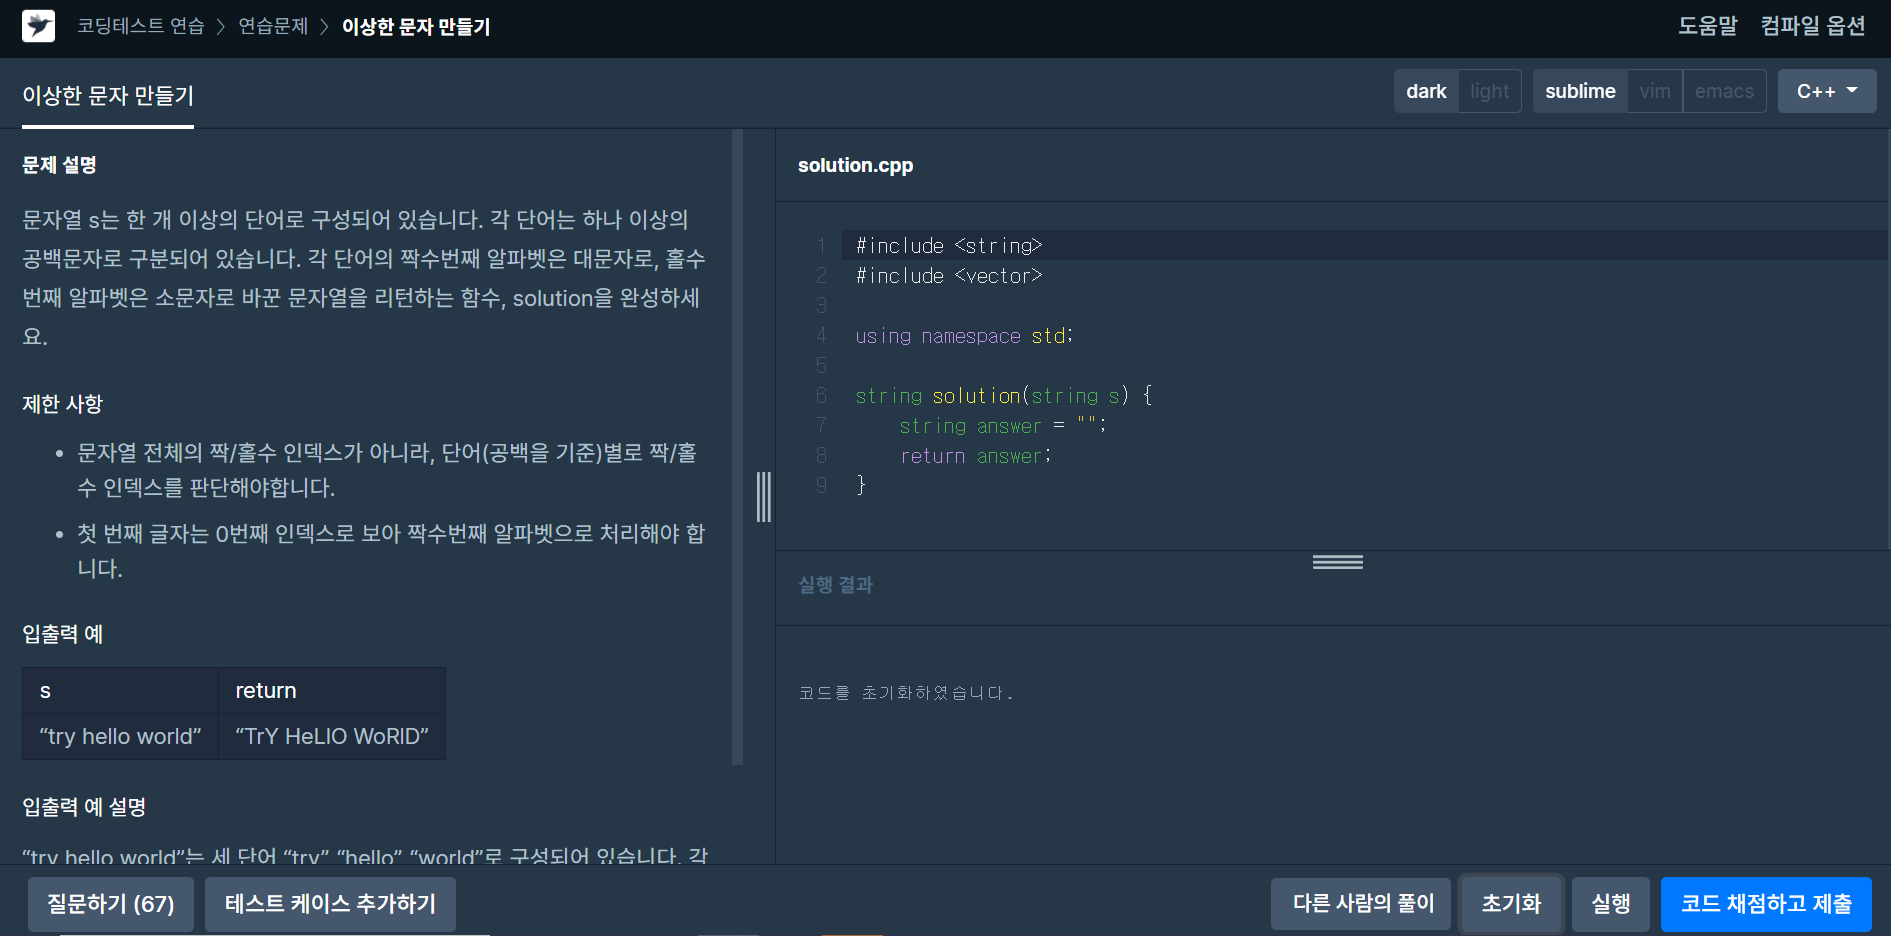 코딩테스트 연습 > 연습문제 > 이상한 문자 만들기
도움말 컴파일 옵션
이상한 문자 만들기
dark light sublime vim emacs C++
문제 설명
문자열 s는 한 개 이상의 단어로 구성되어 있습니다. 각 단어는 하나 이상의
공백문자로 구분되어 있습니다. 각 단어의 짝수번째 알파벳은 대문자로, 홀수
번째 알파벳은 소문자로 바꾼 문자열을 리턴하는 함수, solution을 완성하세
요.
제한 사항
• 문자열 전체의 짝/홀수 인덱스가 아니라, 단어(공백을 기준)별로 짝/홀
수 인덱스를 판단해야합니다.
• 첫 번째 글자는 0번째 인덱스로 보아 짝수번째 알파벳으로 처리해야 합
니다.
입출력 예
s return
“try hello world” “TrY HeLlO WoRlD”
입출력 예 설명
“try hello world”는 세 단어 “try” “hello” “world”로 구성되어 있습니다. 각
solution.cpp
1 #include <string>
2 #include <vector>
3
4 using namespace std;
5
6 string solution(string s) {
7 string answer = "";
8 return answer;
9 }
실행 결과
코드를 초기화하였습니다.
질문하기 (67) 테스트 케이스 추가하기 다른 사람의 풀이 초기화 실행 코드 채점하고 제출